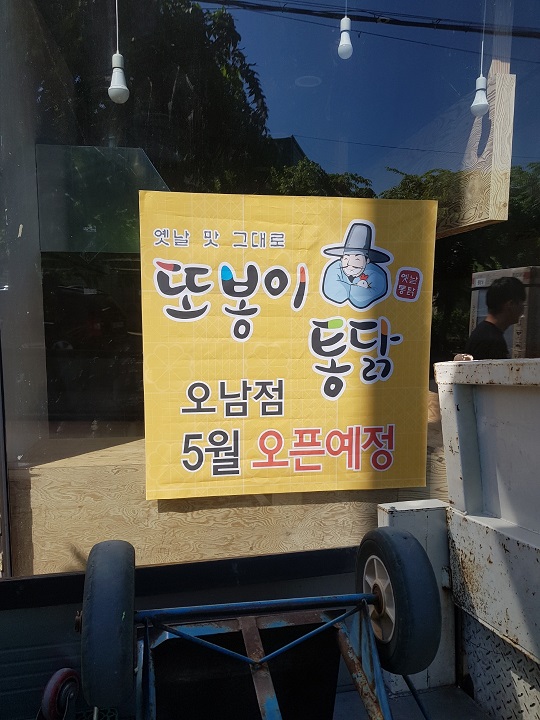 옛날 맛 그대로
또봉이
옛날
통닭
통닭
오남점
5월 오픈예정